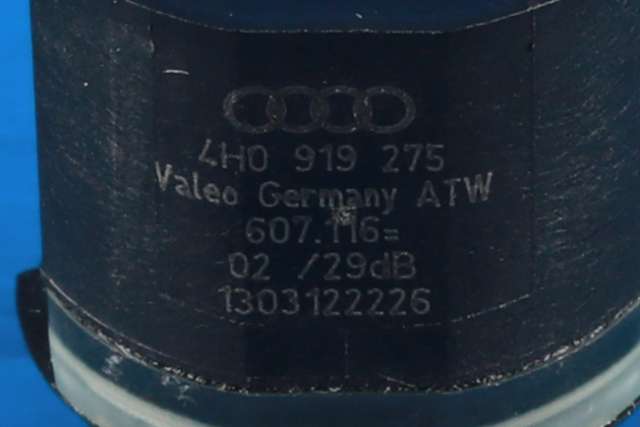 4H0 919 275
Valeo Germany ATW
607.116=
02 /29dB
1303122226